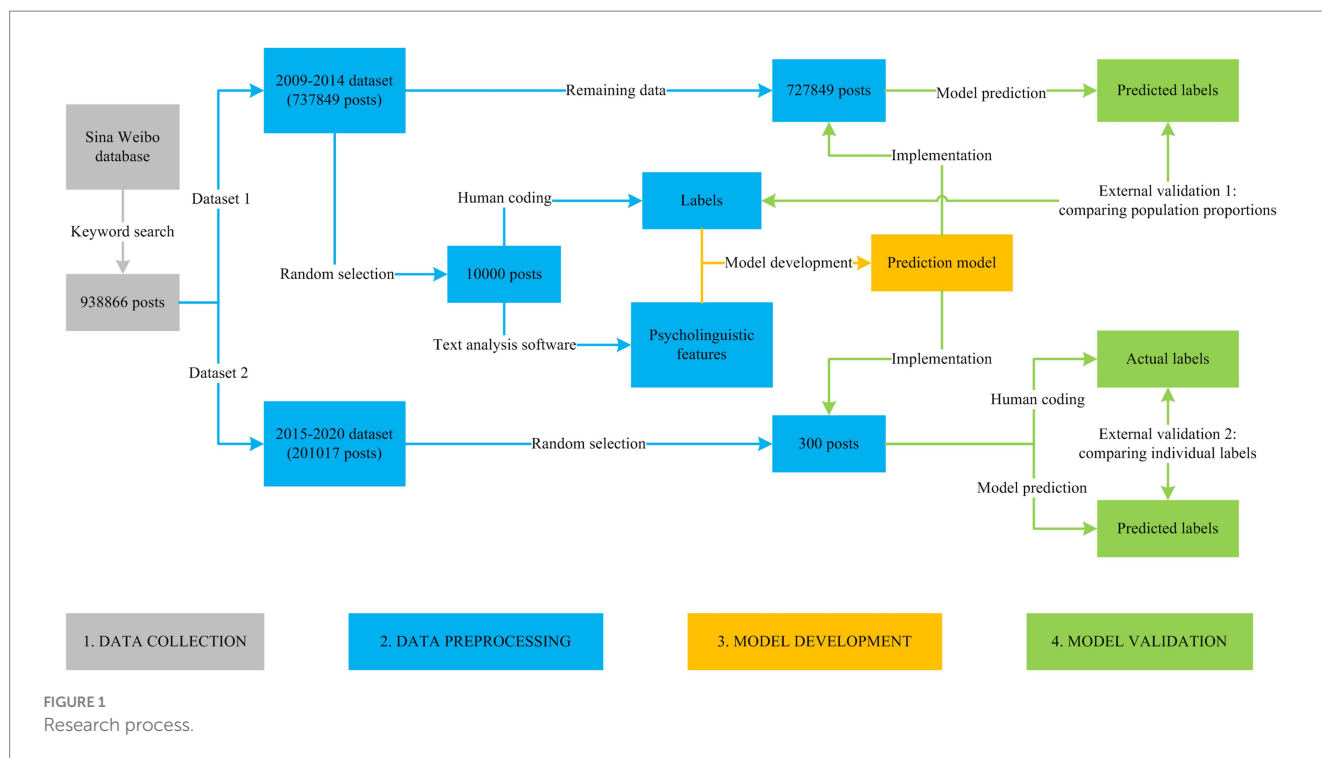 Sina Weibo
database
Keyword search
938866 posts
Dataset 1
Dataset 2
2009-2014 dataset
(737849 posts)
Remaining data
727849 posts
Model prediction
Predicted labels
Implementation
External validation 1:
comparing population proportions
Human coding
Labels
Random selection
10000 posts
Model development
Prediction model
Text analysis software
Psycholinguistic
features
Implementation
2015-2020 dataset
(201017 posts)
Random selection
300 posts
Human coding
Actual labels
External validation 2:
comparing individual labels
Model prediction
Predicted labels
1. DATA COLLECTION
2. DATA PREPROCESSING
3. MODEL DEVELOPMENT
4. MODEL VALIDATION
FIGURE 1
Research process.